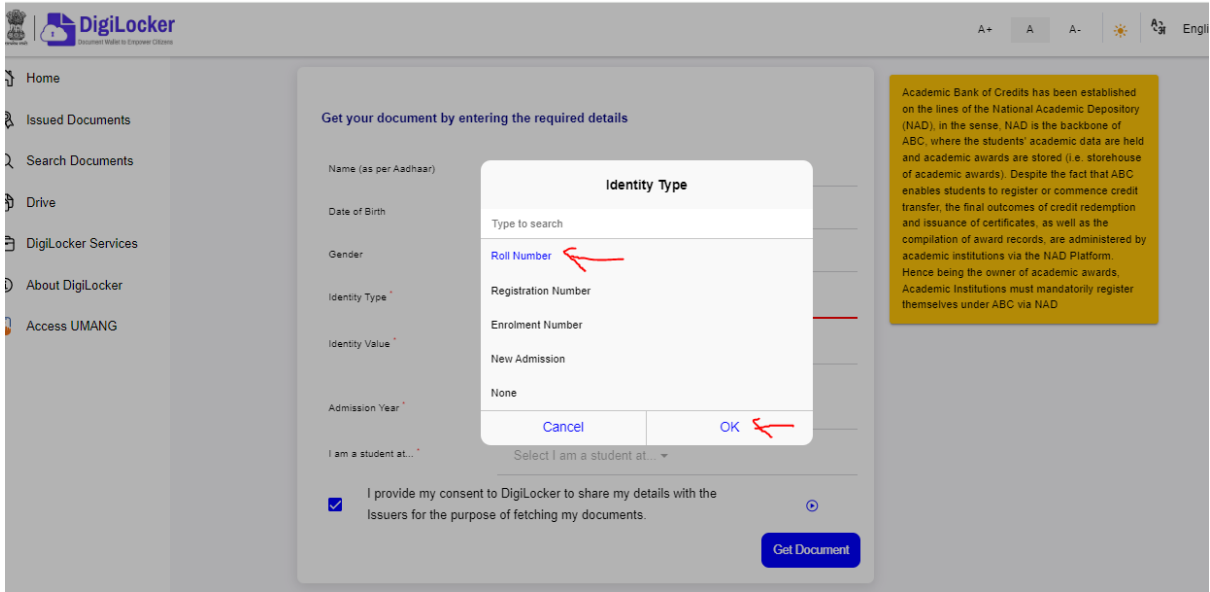 DigiLocker
Document Wallet to Empower Citizens
A+ A A- Engli
Home
Issued Documents
Search Documents
Drive
DigiLocker Services
About DigiLocker
Access UMANG
Get your document by entering the required details
Name (as per Aadhaar)
Date of Birth
Gender
Identity Type *
Identity Value *
Admission Year *
I am a student at... *
Select I am a student at...
I provide my consent to DigiLocker to share my details with the
Issuers for the purpose of fetching my documents.
Get Document
Identity Type
Type to search
Roll Number
Registration Number
Enrolment Number
New Admission
None
Cancel
OK
Academic Bank of Credits has been established
on the lines of the National Academic Depository
(NAD), in the sense, NAD is the backbone of
ABC, where the students' academic data are held
and academic awards are stored (i.e. storehouse
of academic awards). Despite the fact that ABC
enables students to register or commence credit
transfer, the final outcomes of credit redemption
and issuance of certificates, as well as the
compilation of award records, are administered by
academic institutions via the NAD Platform.
Hence being the owner of academic awards,
Academic Institutions must mandatorily register
themselves under ABC via NAD